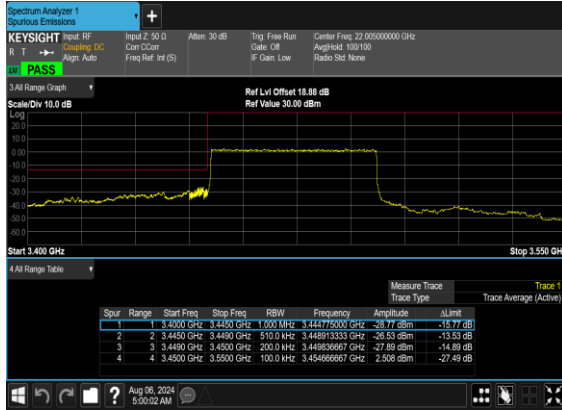 Spectrum Analyzer 1
Spurious Emissions
+
KEYSIGHT Input: RF Input Z: 50 Ω Atten: 30 dB Trig: Free Run Center Freq: 22.005000000 GHz
R T Coupling: DC Corr CCorr Gate: Off Avg|Hold: 100/100
Align: Auto Freq Ref: Int (S) IF Gain: Low Radio Std: None
PASS
3 All Range Graph
Ref Lvl Offset 18.88 dB
Scale/Div 10.0 dB Ref Value 30.00 dBm
Log
20.0
10.0
0.00
-10.0
-20.0
-30.0
-40.0
-50.0
-60.0
Start 3.400 GHz Stop 3.550 GH
4 All Range Table
Measure Trace Trace 1
Trace Type Trace Average (Active)
Spur Range Start Freq Stop Freq RBW Frequency Amplitude ΔLimit
1 1 3.4000 GHz 3.4450 GHz 1.000 MHz 3.444775000 GHz -28.77 dBm -15.77 dB
2 2 3.4450 GHz 3.4490 GHz 510.0 kHz 3.448913333 GHz -26.53 dBm -13.53 dB
3 3 3.4490 GHz 3.4500 GHz 200.0 kHz 3.449836667 GHz -27.89 dBm -14.89 dB
4 4 3.4500 GHz 3.5500 GHz 100.0 kHz 3.454666667 GHz 2.508 dBm -27.49 dB
? Aug 06, 2024
5:00:02 AM